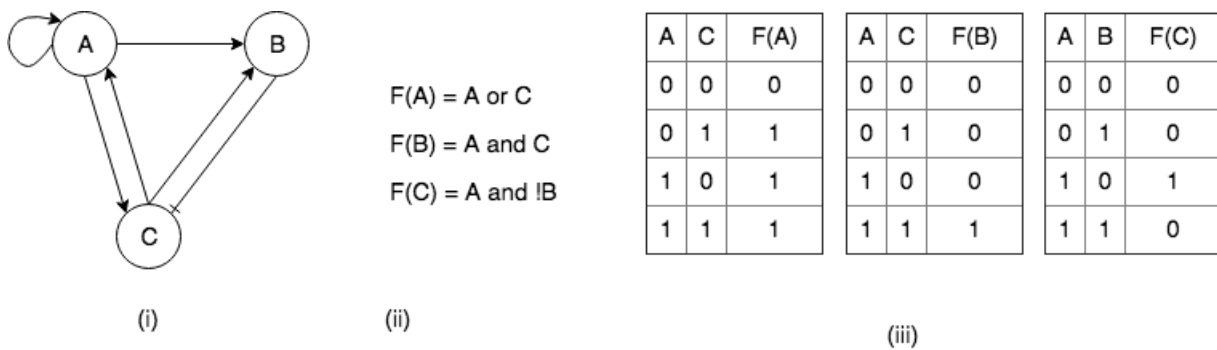 A
B
C
(i)
F(A) = A or C
F(B) = A and C
F(C) = A and !B
(ii)
A C F(A)
0 0 0
0 1 1
1 0 1
1 1 1
A C F(B)
0 0 0
0 1 0
1 0 0
1 1 1
A B F(C)
0 0 0
0 1 0
1 0 1
1 1 0
(iii)